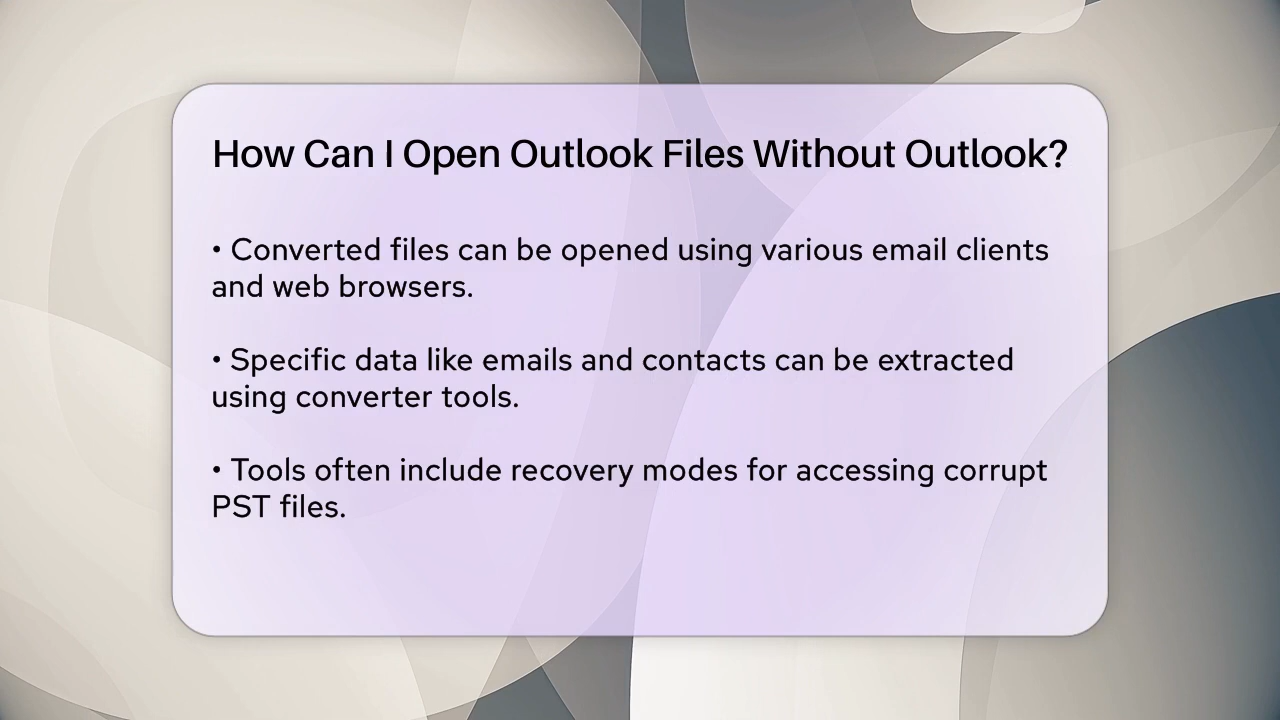 How Can I Open Outlook Files Without Outlook?
• Converted files can be opened using various email clients
and web browsers.
• Specific data like emails and contacts can be extracted
using converter tools.
• Tools often include recovery modes for accessing corrupt
PST files.